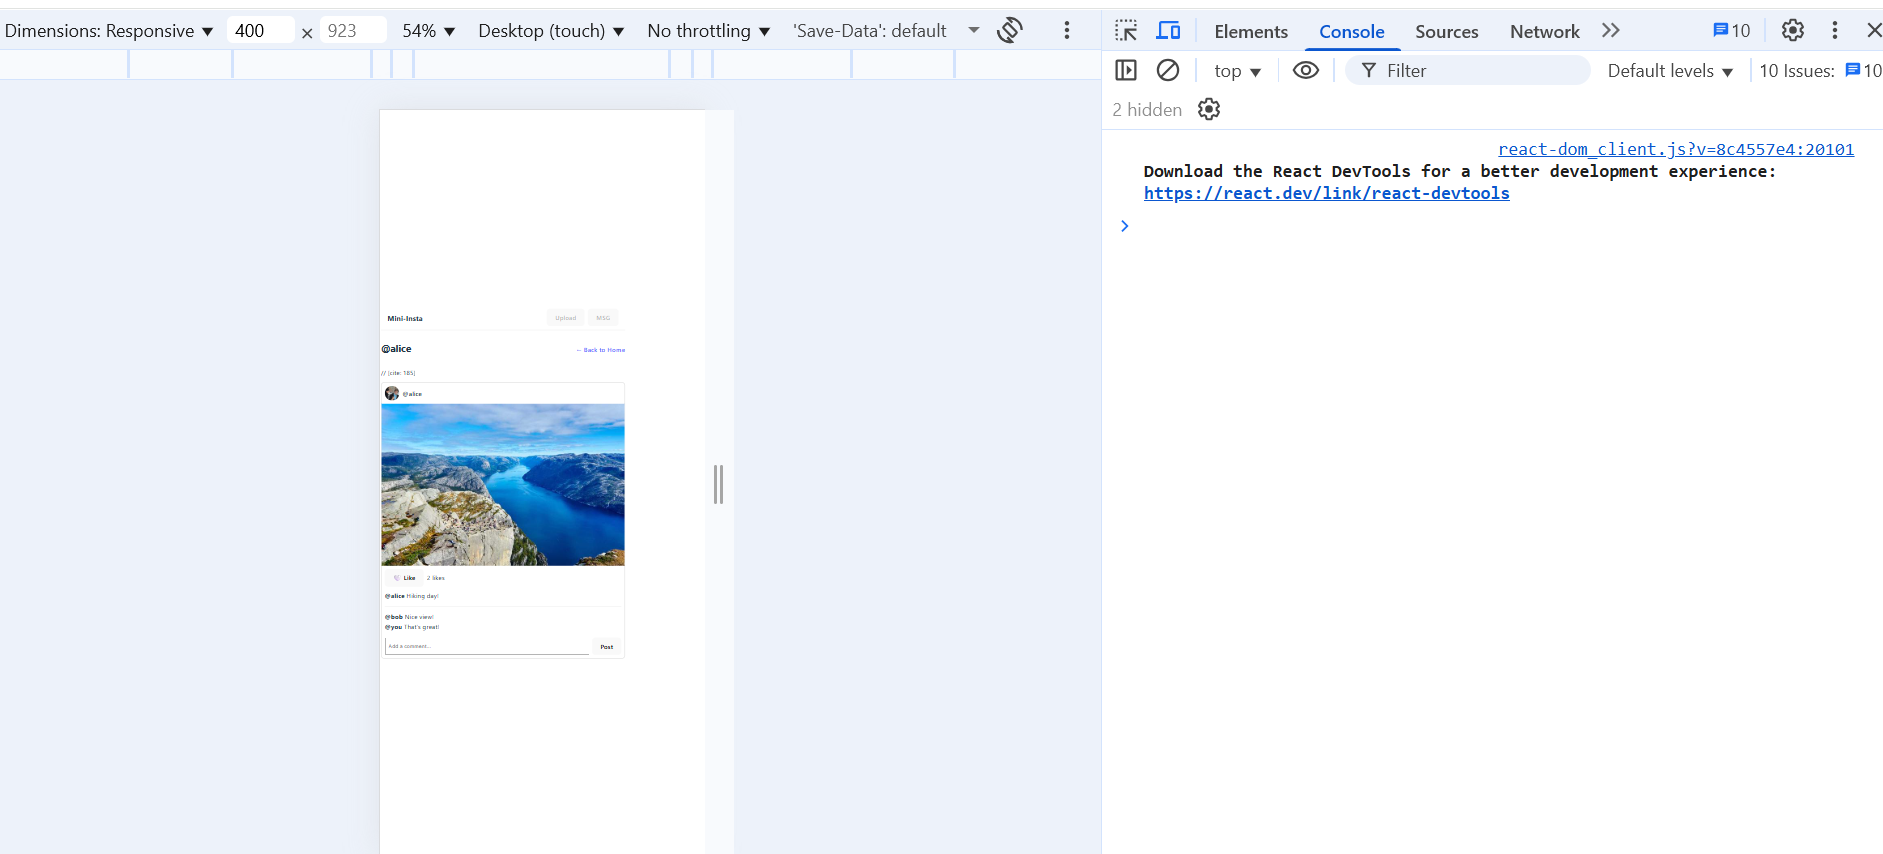 Dimensions: Responsive ▼ 400 × 923 54% ▼ Desktop (touch) ▼ No throttling ▼ 'Save-Data': default
Elements Console Sources Network 10
top ▼ Filter Default levels ▼ 10 Issues: 10
2 hidden
react-dom_client.js?v=8c4557e4:20101
Download the React DevTools for a better development experience:
https://react.dev/link/react-devtools
Mini-Insta Upload MSG
@alice ← Back to Home
// [cite: 185]
@alice
Like 2 likes
@alice Hiking day!
@bob Nice view!
@you That's great!
Add a comment... Post